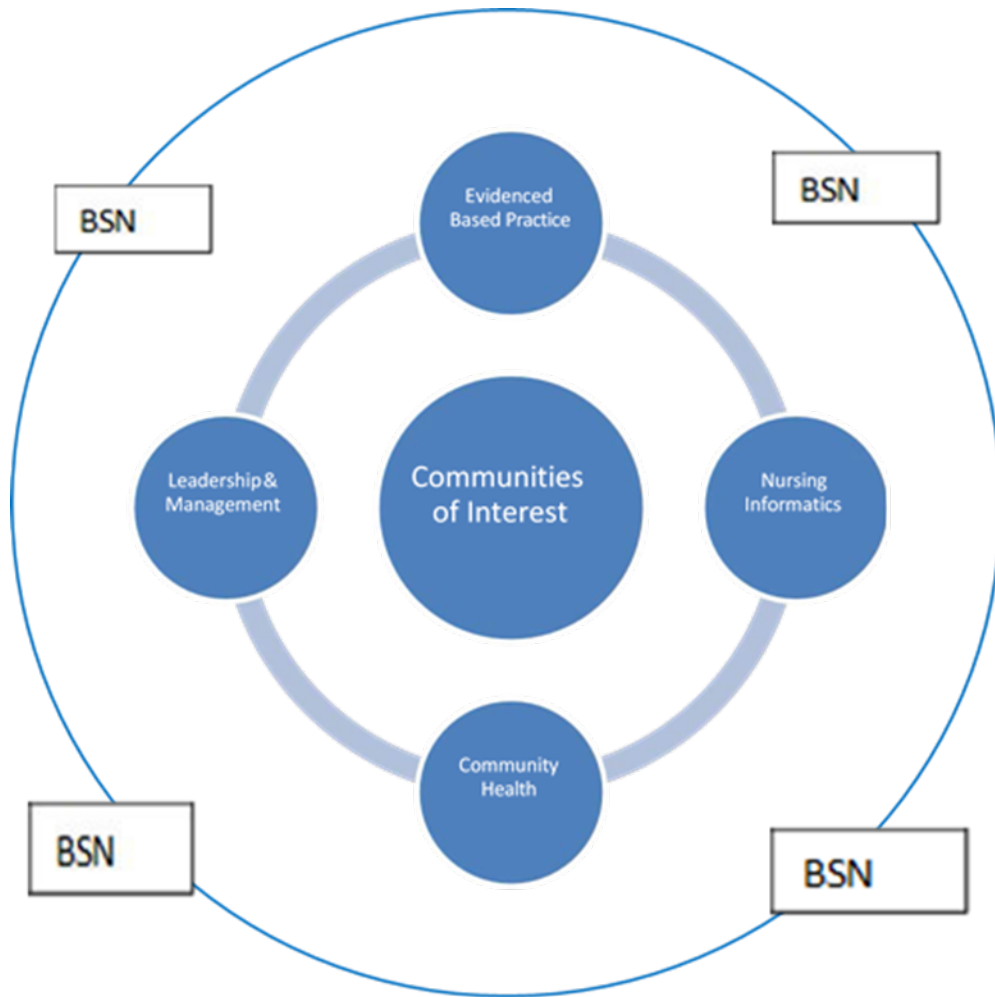 Evidenced
Based Practice
BSN
BSN
Leadership &
Management
Communities
of Interest
Nursing
Informatics
Community
Health
BSN
BSN